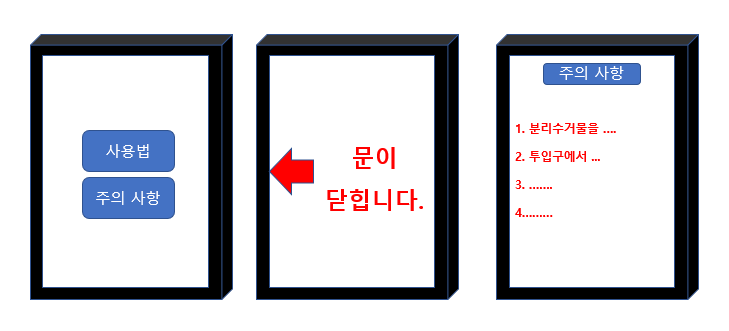 사용법
주의 사항
문이
닫힙니다.
주의 사항
1. 분리수거물을 ....
2. 투입구에서 ...
3. .......
4.........